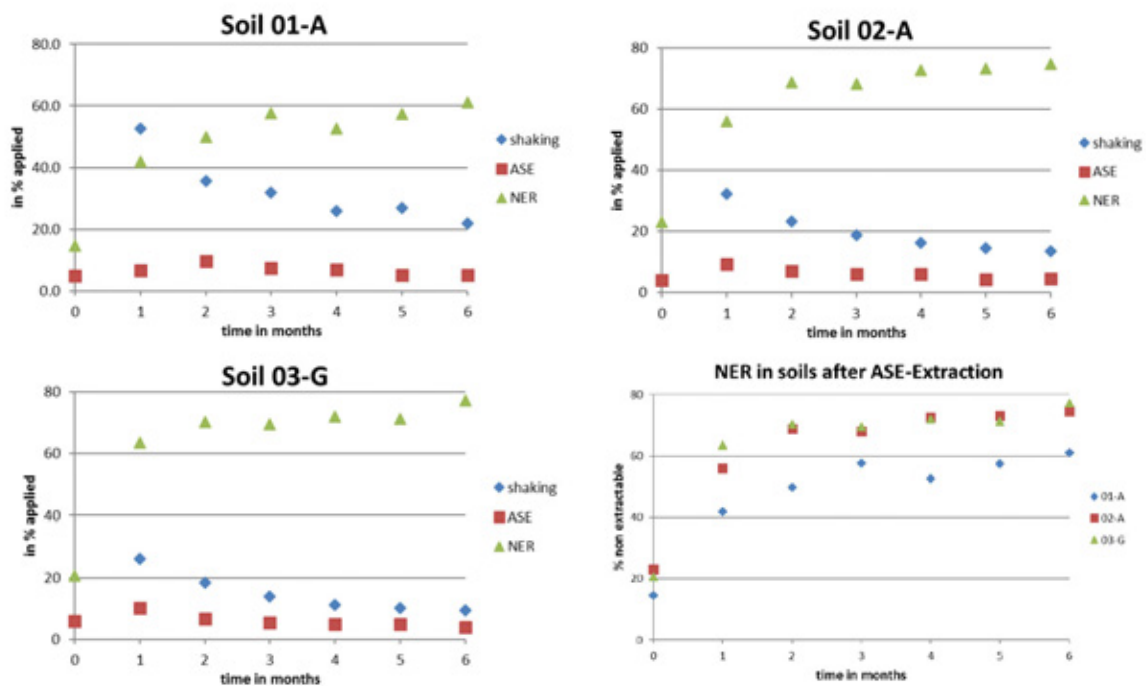 Soil 01-A
80.0
60.0
40.0
20.0
0.0
in % applied
0 1 2 3 4 5 6
time in months
shaking
ASE
NER
Soil 02-A
80
60
40
20
0
in % applied
0 1 2 3 4 5 6
time in months
shaking
ASE
NER
Soil 03-G
80
60
40
20
0
in % applied
0 1 2 3 4 5 6
time in months
shaking
ASE
NER
NER in soils after ASE-Extraction
80
60
40
20
0
% non extractable
0 1 2 3 4 5 6
time in months
01-A
02-A
03-G